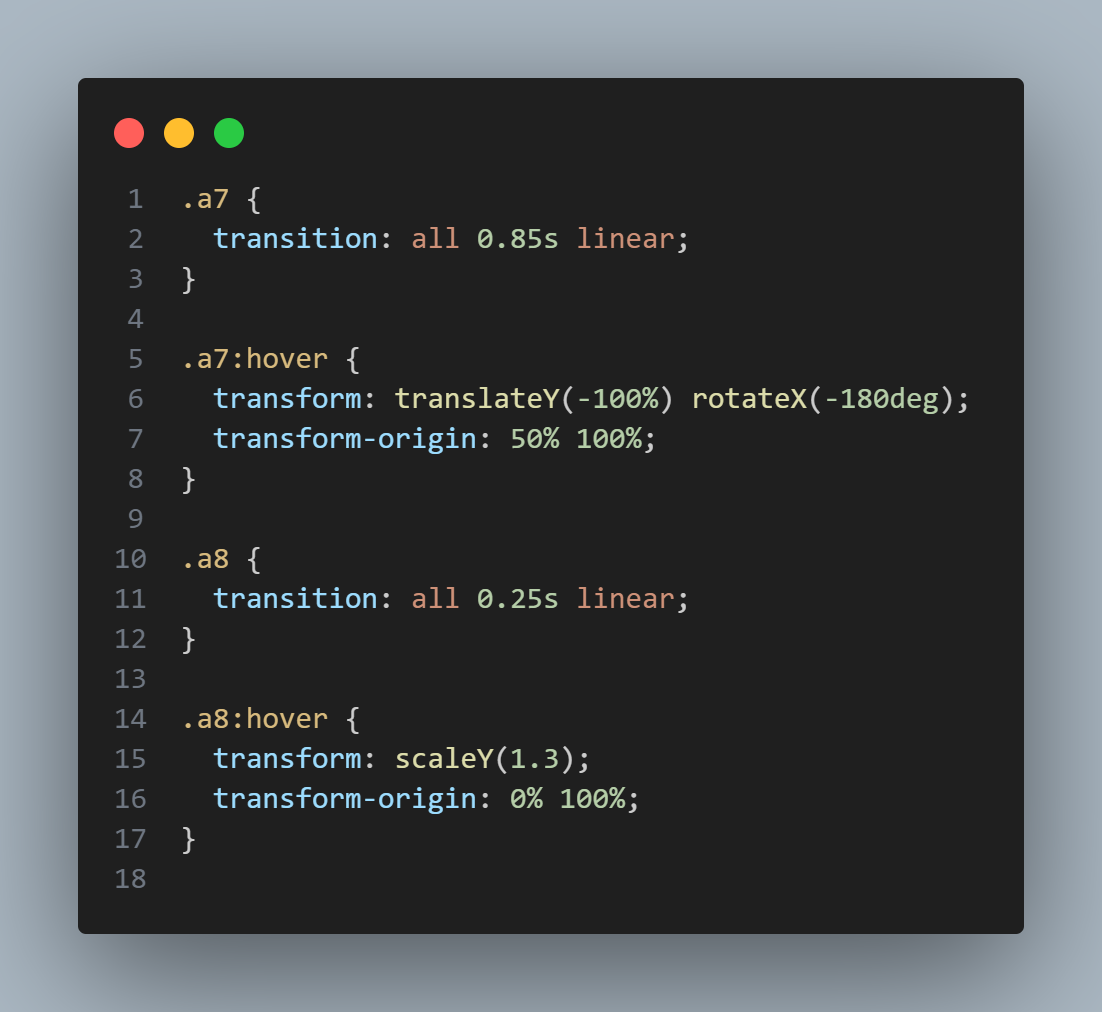 1 .a7 {
2   transition: all 0.85s linear;
3 }
4
5 .a7:hover {
6   transform: translateY(-100%) rotateX(-180deg);
7   transform-origin: 50% 100%;
8 }
9
10 .a8 {
11   transition: all 0.25s linear;
12 }
13
14 .a8:hover {
15   transform: scaleY(1.3);
16   transform-origin: 0% 100%;
17 }
18